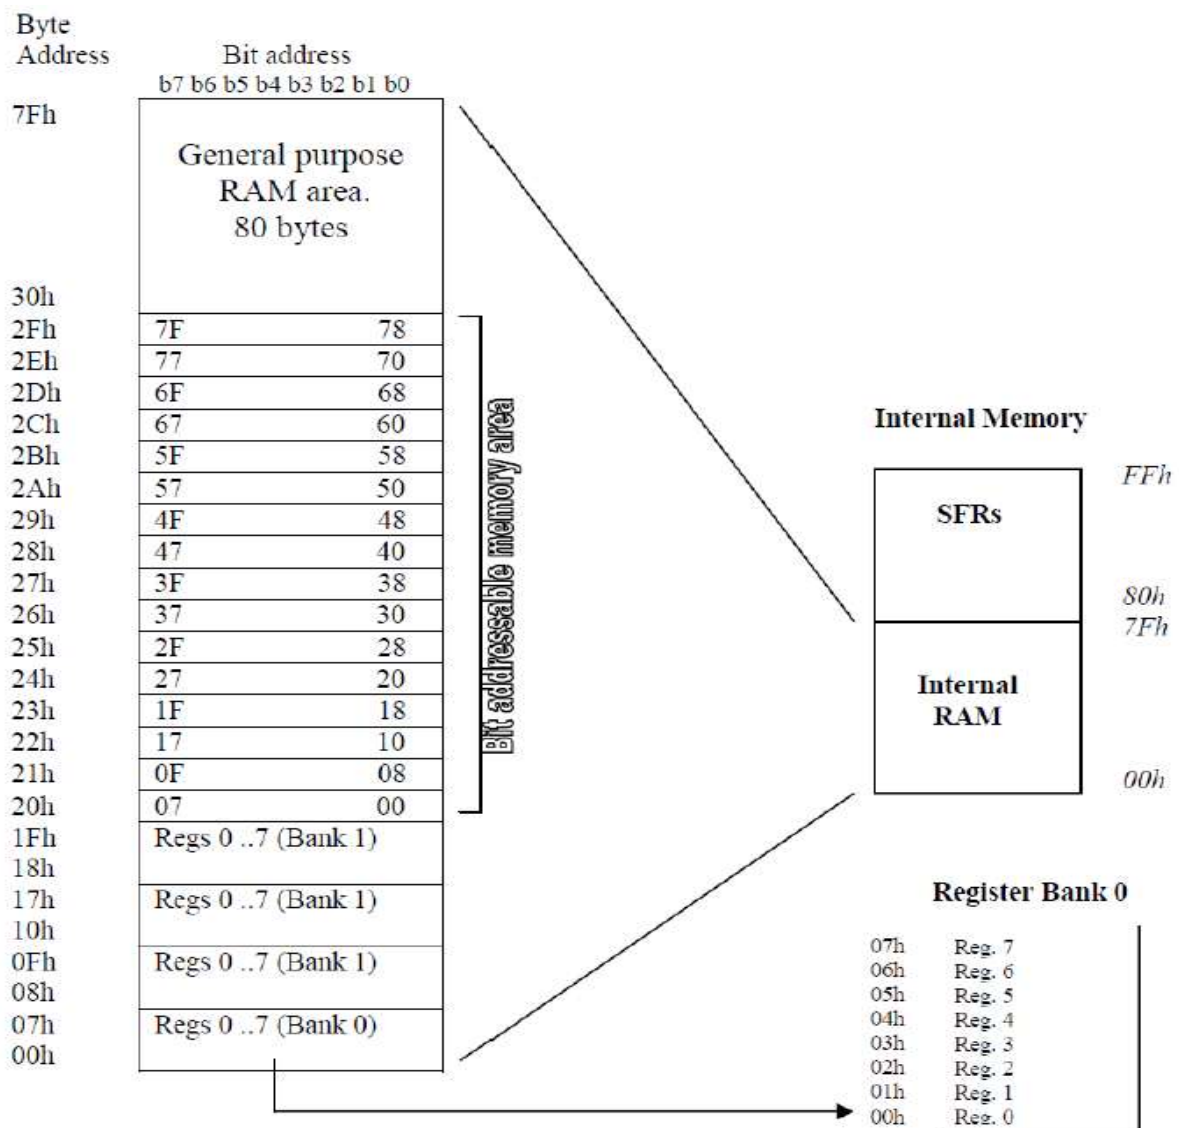 Byte
Address Bit address
b7 b6 b5 b4 b3 b2 b1 b0
7Fh
General purpose
RAM area.
80 bytes
30h
2Fh 7F 78
2Eh 77 70
2Dh 6F 68
2Ch 67 60
2Bh 5F 58
2Ah 57 50
29h 4F 48
28h 47 40
27h 3F 38
26h 37 30
25h 2F 28
24h 27 20
23h 1F 18
22h 17 10
21h 0F 08
20h 07 00
1Fh Regs 0 ..7 (Bank 1)
18h
17h Regs 0 ..7 (Bank 1)
10h
0Fh Regs 0 ..7 (Bank 1)
08h
07h Regs 0 ..7 (Bank 0)
00h
Bit addressable memory area
Internal Memory
FFh
SFRs
80h
7Fh
Internal
RAM
00h
Register Bank 0
07h Reg. 7
06h Reg. 6
05h Reg. 5
04h Reg. 4
03h Reg. 3
02h Reg. 2
01h Reg. 1
00h Reg. 0